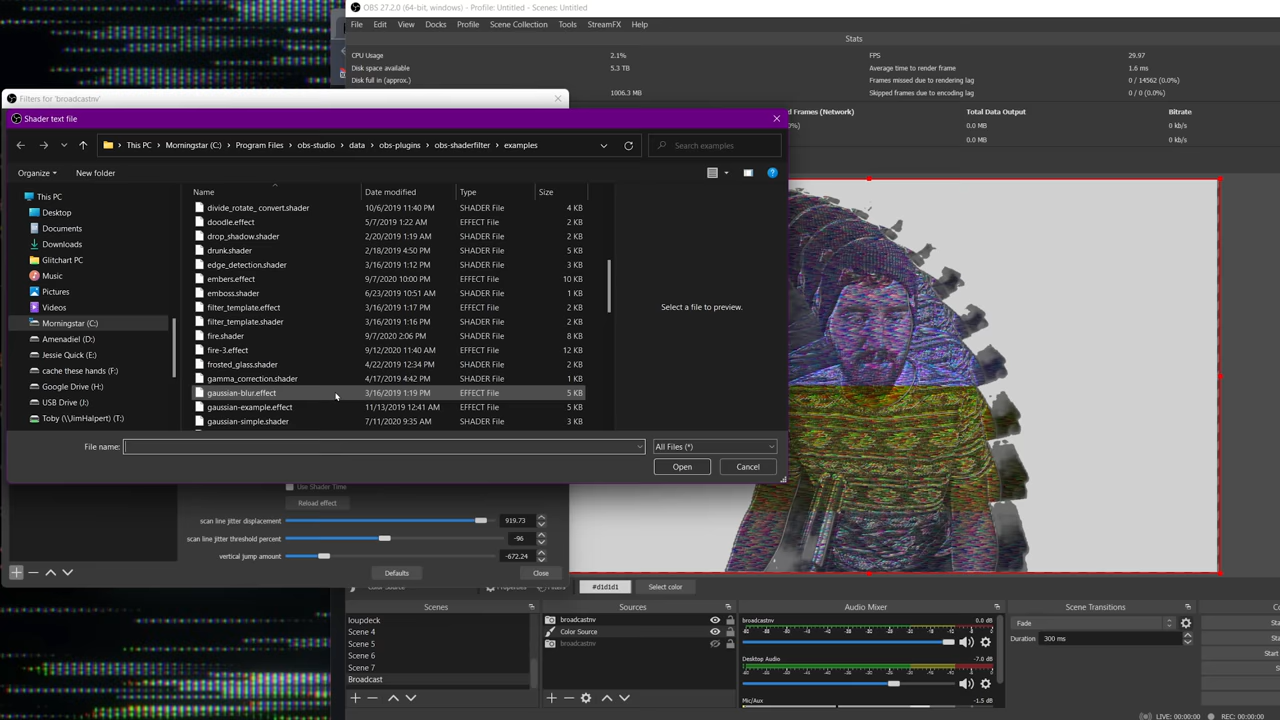 OBS 27.2.0 (64-bit, windows) - Profile: Untitled - Scenes: Untitled
File Edit View Docks Profile Scene Collection Tools StreamFX Help
Stats
CPU Usage 2.1% FPS 29.97
Disk space available 5.3 TB Average time to render frame 1.6 ms
Disk full in (approx.) Frames missed due to rendering lag 0 / 14562 (0.0%)
1006.3 MB Skipped frames due to encoding lag 0 / 0 (0.0%)
Filters for 'broadcastnv'
Frames (Network) Total Data Output Bitrate
0.0 MB 0 kb/s
0.0 MB 0 kb/s
Shader text file
This PC Morningstar (C:) Program Files obs-studio data obs-plugins obs-shaderfilter examples
Search examples
Organize New folder
Name Date modified Type Size
divide_rotate_ convert.shader 10/6/2019 11:40 PM SHADER File 4 KB
doodle.effect 5/7/2019 1:22 AM SHADER File 2 KB
drop_shadow.shader 2/20/2019 1:19 AM SHADER File 2 KB
drunk.shader 2/18/2019 4:50 PM SHADER File 5 KB
edge_detection.shader 3/16/2019 1:12 PM SHADER File 3 KB
embers.effect 9/7/2020 10:00 PM EFFECT File 10 KB
emboss.shader 6/23/2019 10:51 AM SHADER File 1 KB
filter_template.effect 3/16/2019 1:17 PM EFFECT File 2 KB
filter_template.shader 3/16/2019 1:16 PM SHADER File 2 KB
fire.shader 9/7/2020 2:06 PM SHADER File 8 KB
fire-3.effect 9/12/2020 11:40 AM EFFECT File 12 KB
frosted_glass.shader 4/22/2019 12:34 PM SHADER File 2 KB
gamma_correction.shader 4/17/2019 4:42 PM SHADER File 1 KB
gaussian-blur.effect 3/16/2019 1:19 PM EFFECT File 5 KB
gaussian-example.effect 11/13/2019 12:41 AM EFFECT File 5 KB
gaussian-simple.shader 7/11/2020 9:35 AM SHADER File 2 KB
This PC
Desktop
Documents
Downloads
Glitchart PC
Music
Pictures
Videos
Morningstar (C:)
Amenadiel (D:)
Jessie Quick (E:)
cache these hands (F:)
Google Drive (H:)
USB Drive (J:)
Toby (\\JimHalpert) (T:)
Select a file to preview.
File name: All Files (*)
Open Cancel
Use Shader Time
Reload effect
scan line jitter displacement 919.73
scan line jitter threshold percent -96
vertical jump amount -672.24
Defaults Close
#d1d1d1 Select color
Scenes Sources Audio Mixer Scene Transitions
loupdeck
Scene 4
Scene 5
Scene 6
Scene 7
Broadcast
broadcastnv
Color Source
broadcastnv
broadcastnv 0.0 dB
Desktop Audio -7.0 dB
Mic/Aux -1.5 dB
Fade
Duration 300 ms
LIVE: 00:00:00 REC: 00:00:00